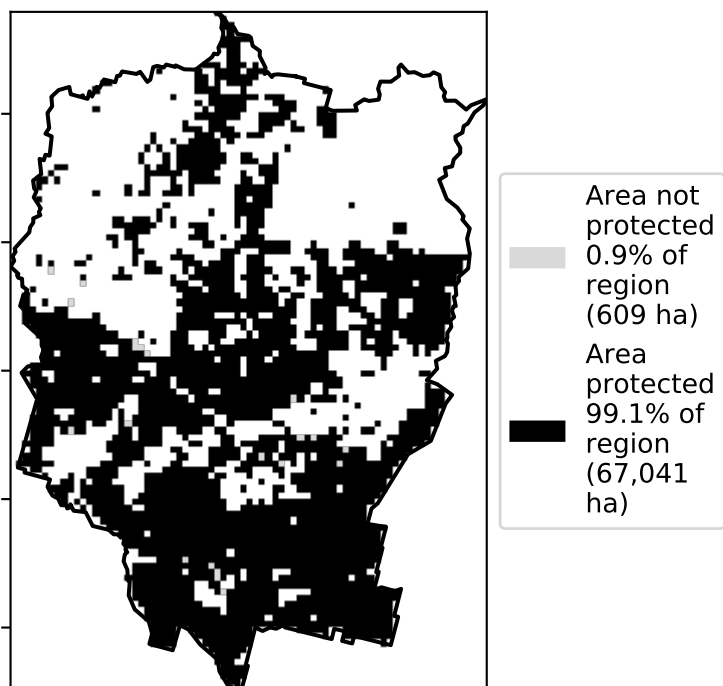 Area not
protected
0.9% of
region
(609 ha)
Area
protected
99.1% of
region
(67,041
ha)